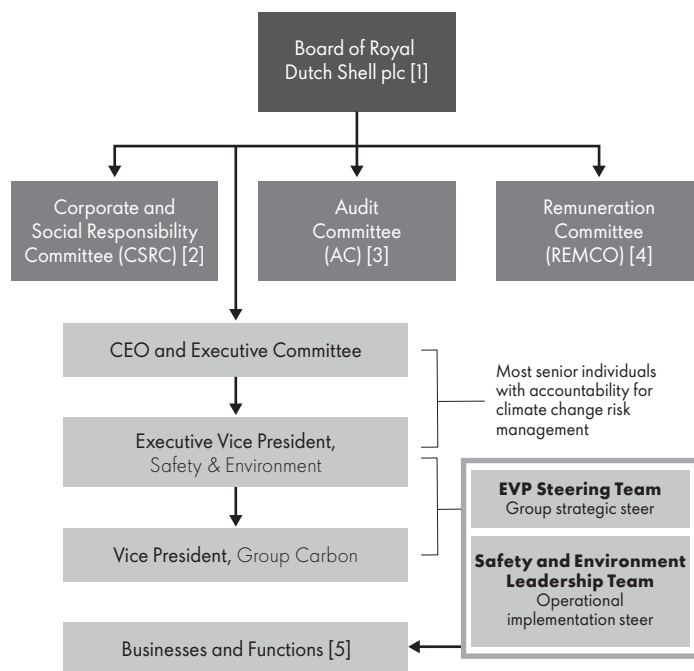 Board of Royal
Dutch Shell plc [1]
Corporate and
Social Responsibility
Committee (CSRC) [2]
Audit
Committee
(AC) [3]
Remuneration
Committee
(REMCO) [4]
CEO and Executive Committee
Most senior individuals
with accountability for
climate change risk
management
Executive Vice President,
Safety & Environment
EVP Steering Team
Group strategic steer
Vice President, Group Carbon
Safety and Environment
Leadership Team
Operational
implementation steer
Businesses and Functions [5]